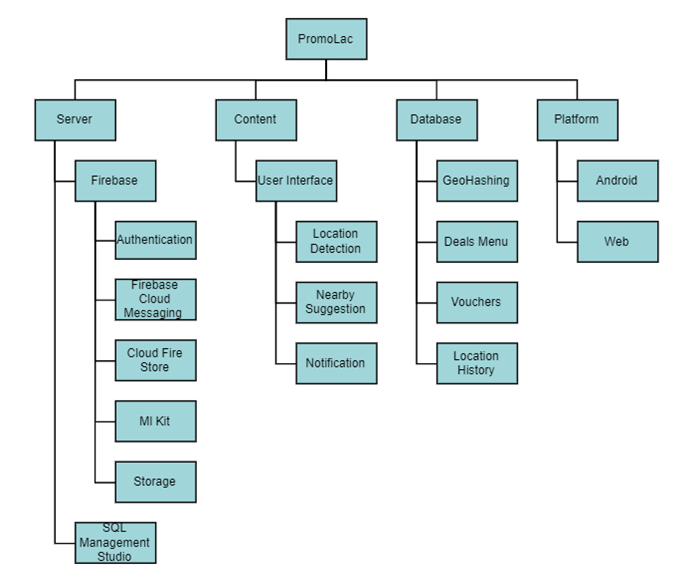 PromoLac
Server
Content
Database
Platform
Firebase
User Interface
GeoHashing
Android
Authentication
Location
Detection
Deals Menu
Web
Firebase
Cloud
Messaging
Nearby
Suggestion
Vouchers
Cloud Fire
Store
Notification
Location
History
MI Kit
Storage
SQL
Management
Studio